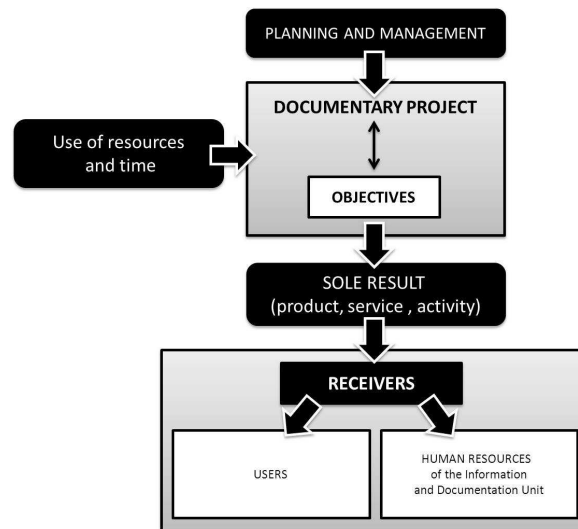 PLANNING AND MANAGEMENT
DOCUMENTARY PROJECT
Use of resources
and time
OBJECTIVES
SOLE RESULT
(product, service , activity)
RECEIVERS
USERS
HUMAN RESOURCES
of the Information
and Documentation Unit